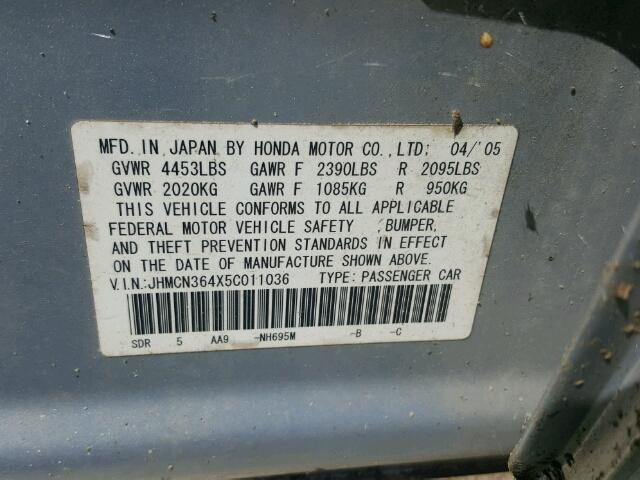 MFD. IN JAPAN BY HONDA MOTOR CO.,LTD; 04/'05
GVWR 4453LBS GAWR F 2390LBS R 2095LBS
GVWR 2020KG GAWR F 1085KG R 950KG
THIS VEHICLE CONFORMS TO ALL APPLICABLE
FEDERAL MOTOR VEHICLE SAFETY ,BUMPER,
AND THEFT PREVENTION STANDARDS IN EFFECT
ON THE DATE OF MANUFACTURE SHOWN ABOVE.
V.I.N.:JHMCN364X5C011036 TYPE: PASSENGER CAR
SDR 5 AA9 -NH695M -B -C